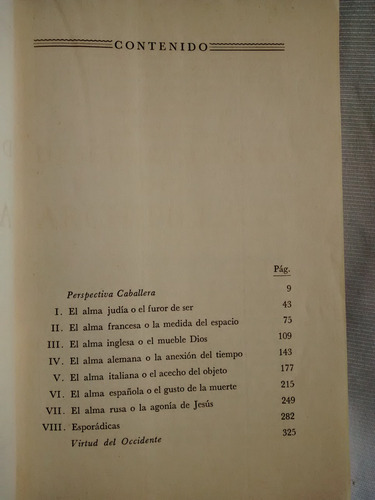 CONTENIDO
Pág.
Perspectiva Caballera 9
I. El alma judía o el furor de ser 43
II. El alma francesa o la medida del espacio 75
III. El alma inglesa o el mueble Dios 109
IV. El alma alemana o la anexión del tiempo 143
V. El alma italiana o el acecho del objeto 177
VI. El alma española o el gusto de la muerte 215
VII. El alma rusa o la agonía de Jesús 249
VIII. Esporádicas 282
Virtud del Occidente 325